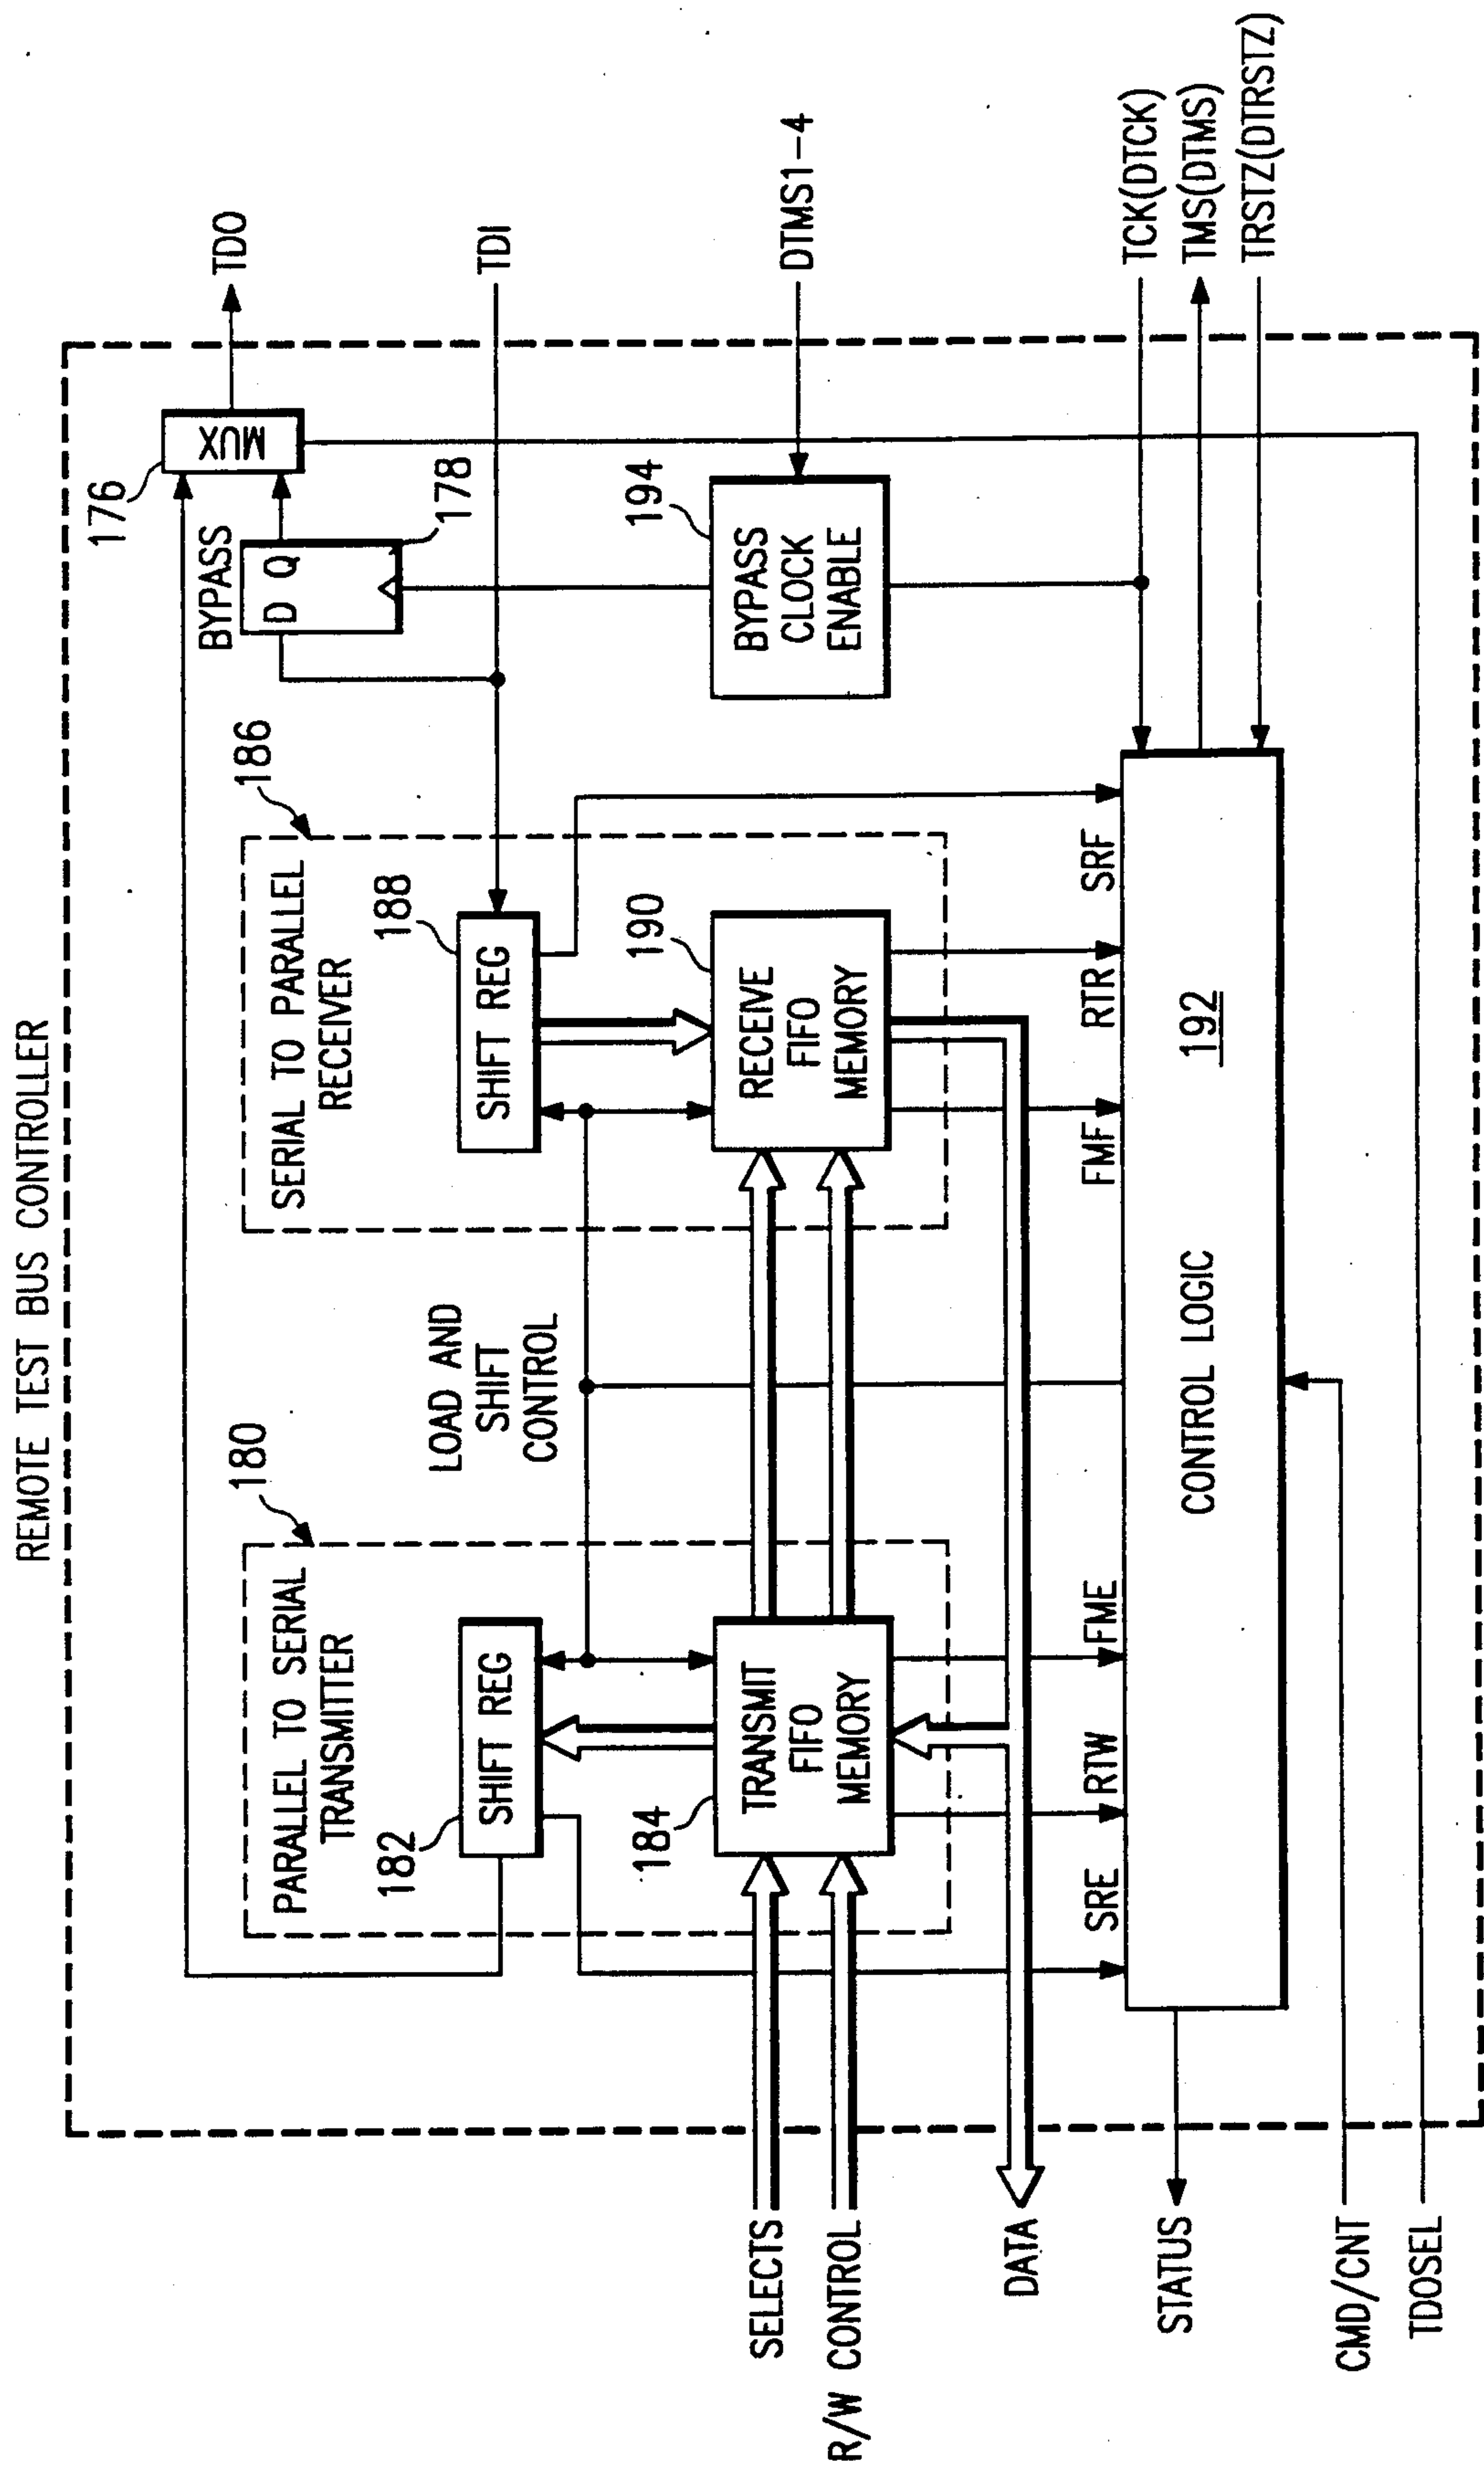 REMOTE TEST BUS CONTROLLER
176
MUX
TDO
BYPASS
D Q
178
TDI
180
PARALLEL TO SERIAL
TRANSMITTER
182
SHIFT REG
184
TRANSMIT
FIFO
MEMORY
LOAD AND
SHIFT
CONTROL
186
SERIAL TO PARALLEL
RECEIVER
188
SHIFT REG
190
RECEIVE
FIFO
MEMORY
194
BYPASS
CLOCK
ENABLE
DTMS1-4
SELECTS
R/W CONTROL
DATA
SRE
RTW
FME
FMF
RTR
SRF
CONTROL LOGIC
192
TCK(DTCK)
TMS(DTMS)
TRSTZ(DTRSTZ)
STATUS
CMD/CNT
TDOSEL